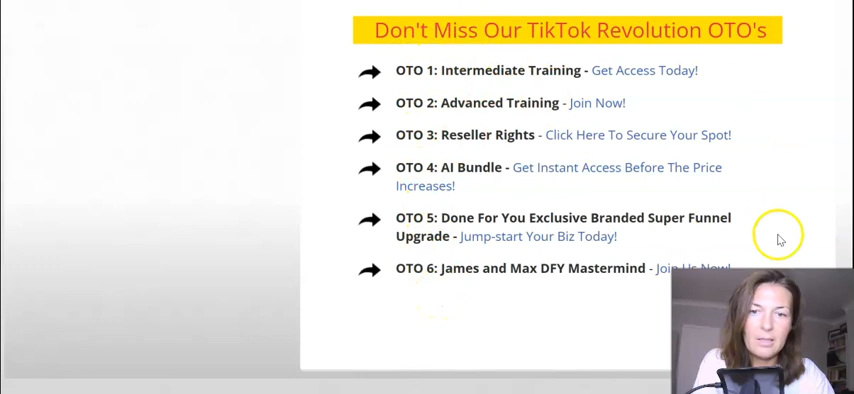 Don't Miss Our TikTok Revolution OTO's
OTO 1: Intermediate Training - Get Access Today!
OTO 2: Advanced Training - Join Now!
OTO 3: Reseller Rights - Click Here To Secure Your Spot!
OTO 4: AI Bundle - Get Instant Access Before The Price
Increases!
OTO 5: Done For You Exclusive Branded Super Funnel
Upgrade - Jump-start Your Biz Today!
OTO 6: James and Max DFY Mastermind - Join Us Now!